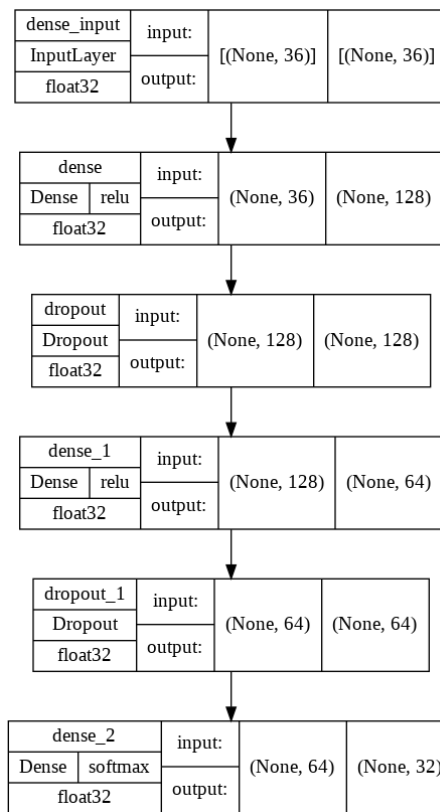 dense_input
InputLayer
float32
input:
output:
[(None, 36)]
[(None, 36)]
dense
Dense relu
float32
input:
output:
(None, 36)
(None, 128)
dropout
Dropout
float32
input:
output:
(None, 128)
(None, 128)
dense_1
Dense relu
float32
input:
output:
(None, 128)
(None, 64)
dropout_1
Dropout
float32
input:
output:
(None, 64)
(None, 64)
dense_2
Dense softmax
float32
input:
output:
(None, 64)
(None, 32)